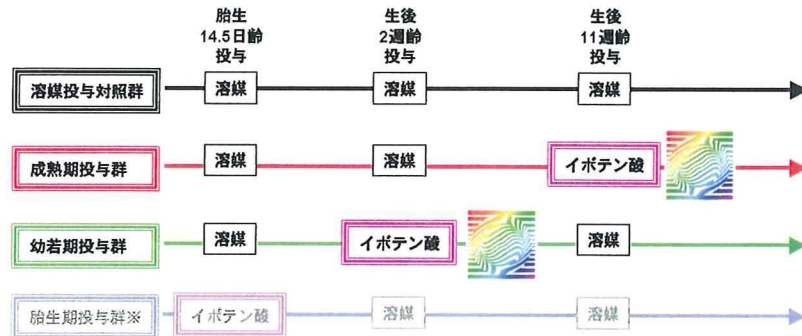 胎生 生後 生後
14.5日齢 2週齢 11週齢
投与 投与 投与
溶媒投与対照群 溶媒 溶媒 溶媒
成熟期投与群 溶媒 溶媒 イボテン酸
幼若期投与群 溶媒 イボテン酸 溶媒
胎生期投与群※ イボテン酸 溶媒 溶媒